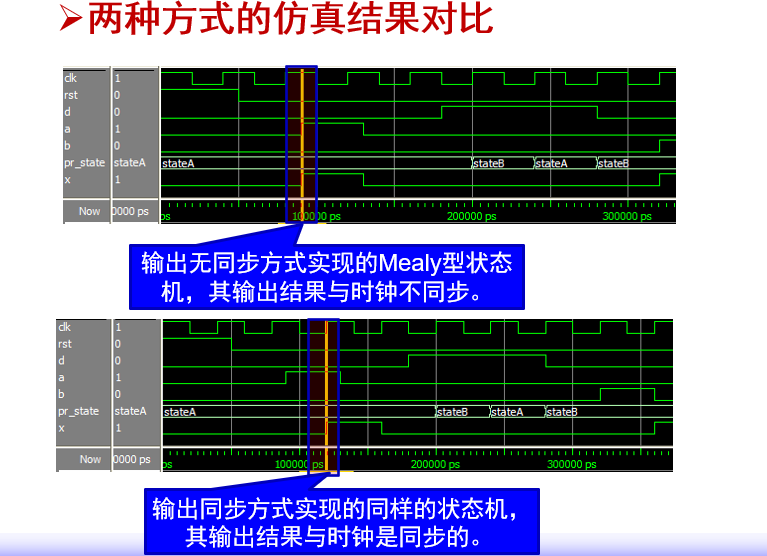 ➢两种方式的仿真结果对比
clk 1
rst 0
d 0
a 1
b 0
pr_state stateA stateA stateB stateA stateB
x 1
Now 0000 ps ps 100000 ps 200000 ps 300000 ps
输出无同步方式实现的Mealy型状态
机，其输出结果与时钟不同步。
clk 1
rst 0
d 0
a 1
b 0
pr_state stateA stateA stateB stateA stateB
x 1
Now 0000 ps ps 100000 ps 200000 ps 300000 ps
输出同步方式实现的同样的状态机，
其输出结果与时钟是同步的。